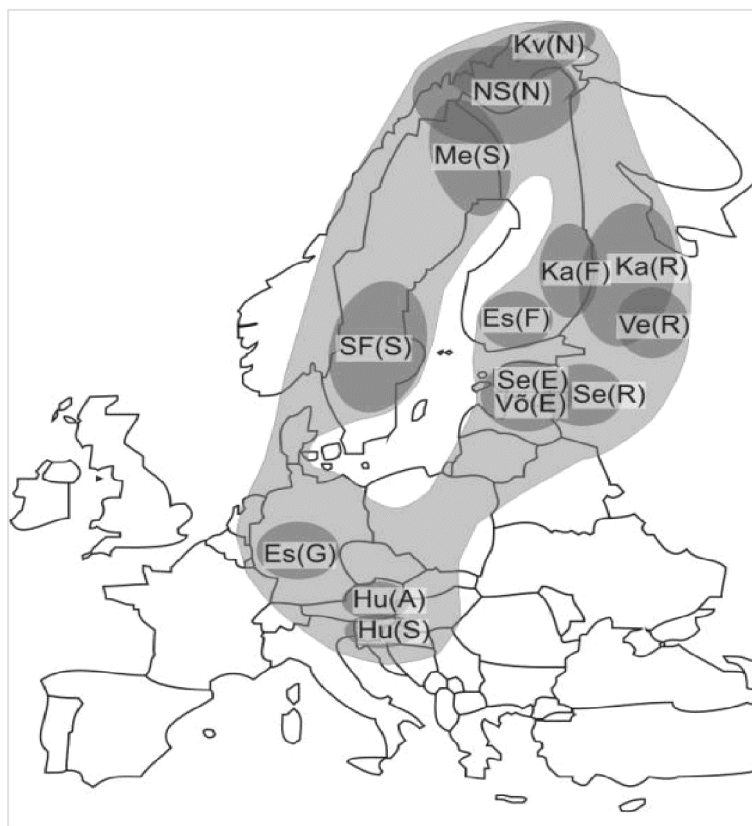 Kv(N)
NS(N)
Me(S)
Ka(F)
Ka(R)
Es(F)
Ve(R)
SF(S)
Se(E)
Võ(E)
Se(R)
Es(G)
Hu(A)
Hu(S)